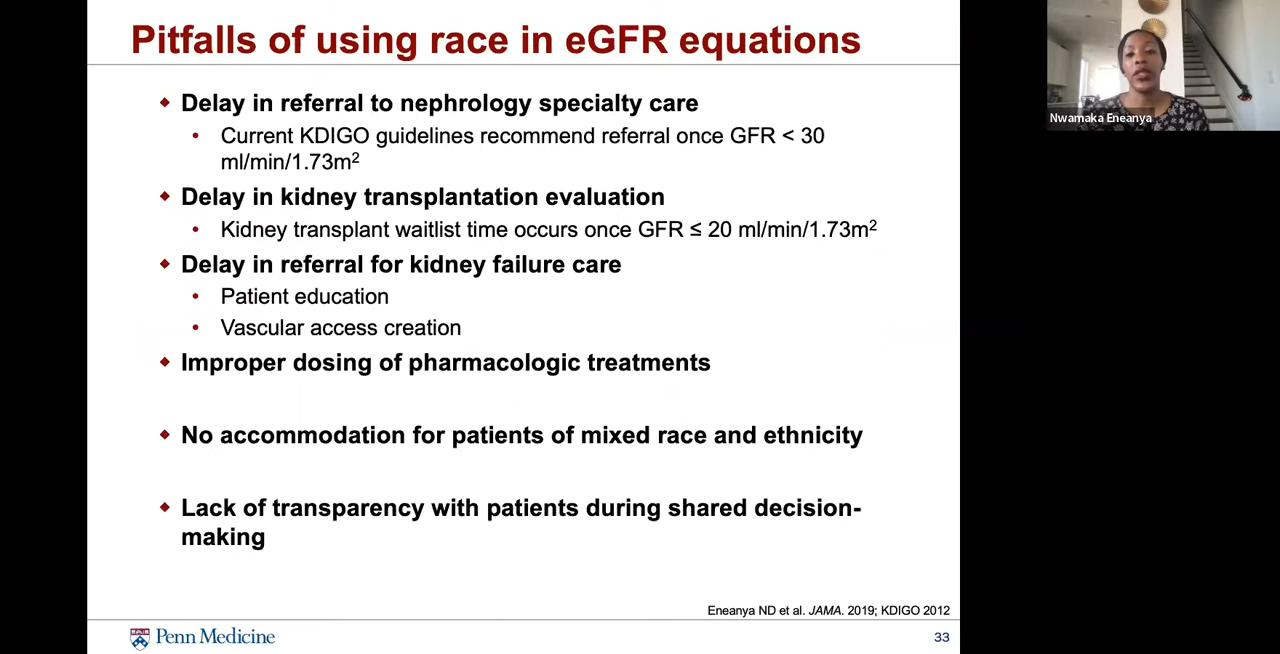 Pitfalls of using race in eGFR equations
Delay in referral to nephrology specialty care
Current KDIGO guidelines recommend referral once GFR < 30
ml/min/1.73m²
Delay in kidney transplantation evaluation
Kidney transplant waitlist time occurs once GFR ≤ 20 ml/min/1.73m²
Delay in referral for kidney failure care
Patient education
Vascular access creation
Improper dosing of pharmacologic treatments
No accommodation for patients of mixed race and ethnicity
Lack of transparency with patients during shared decision-
making
Eneanya ND et al. JAMA. 2019; KDIGO 2012
Penn Medicine
33
Nwamaka Eneanya